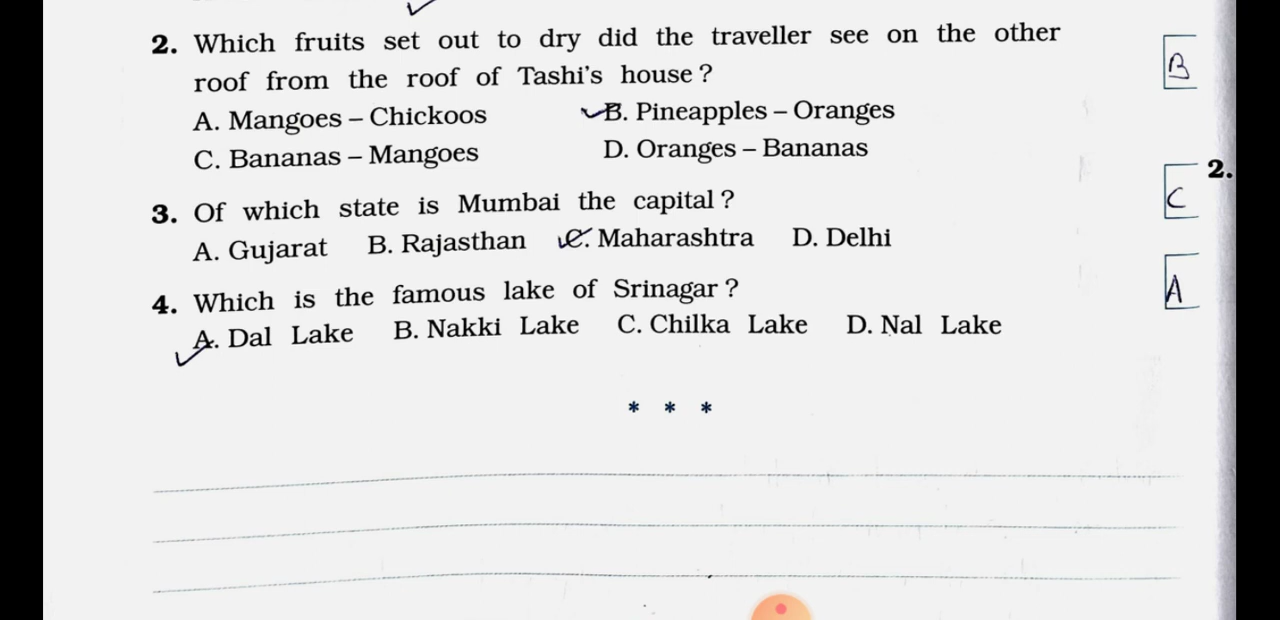 2. Which fruits set out to dry did the traveller see on the other
roof from the roof of Tashi's house ?
B
A. Mangoes – Chickoos B. Pineapples – Oranges
C. Bananas – Mangoes D. Oranges – Bananas
2.
3. Of which state is Mumbai the capital ?
C
A. Gujarat B. Rajasthan C. Maharashtra D. Delhi
4. Which is the famous lake of Srinagar ?
A
A. Dal Lake B. Nakki Lake C. Chilka Lake D. Nal Lake
* * *